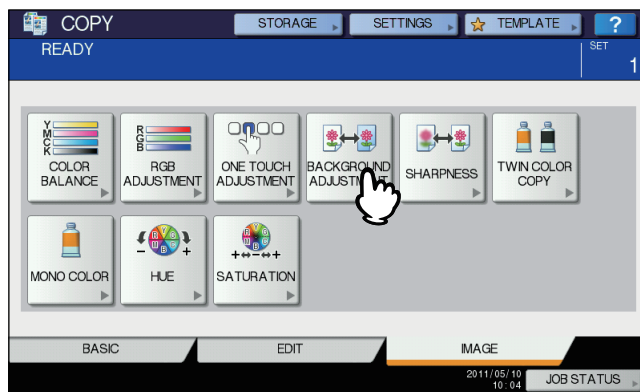 COPY
STORAGE
SETTINGS
TEMPLATE
?
READY
SET
1
Y
M
C
K
COLOR
BALANCE
R
G
B
RGB
ADJUSTMENT
ONE TOUCH
ADJUSTMENT
BACKGROUND
SHARPNESS
TWIN COLOR
COPY
MONO COLOR
- +
HUE
+↔-↔+
SATURATION
BASIC
EDIT
IMAGE
2011/05/10
10:04
JOB STATUS